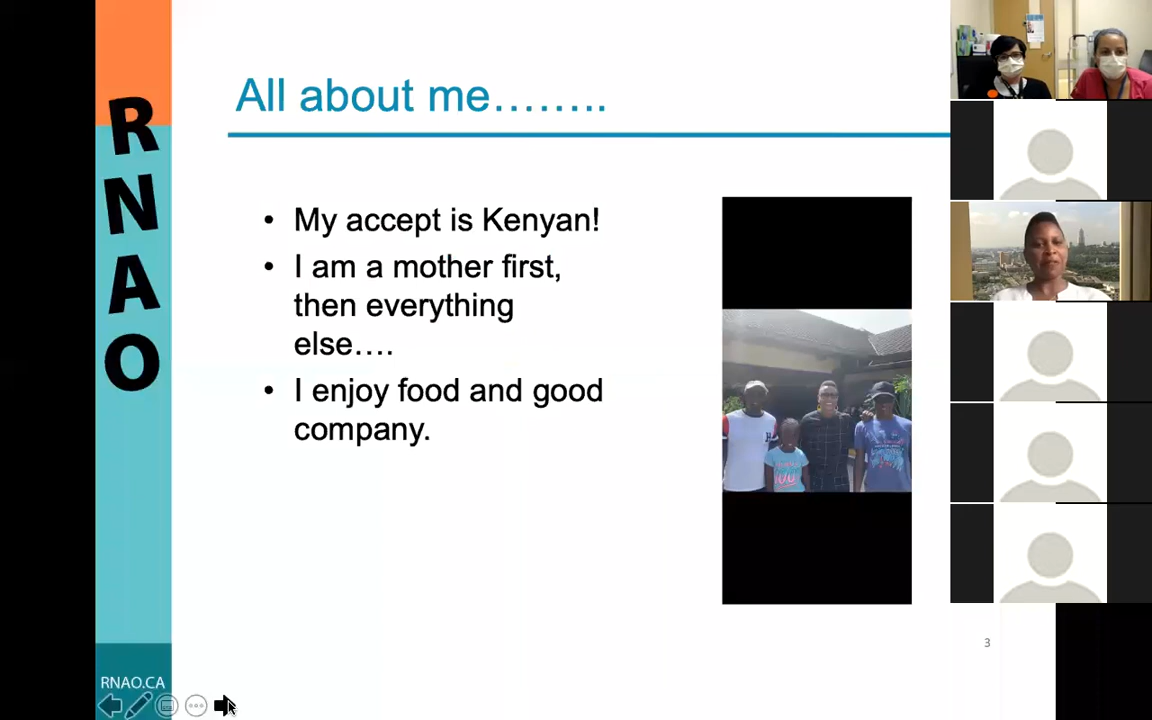 All about me……..
RNAO
• My accept is Kenyan!
• I am a mother first,
then everything
else….
• I enjoy food and good
company.
3
RNAO.CA